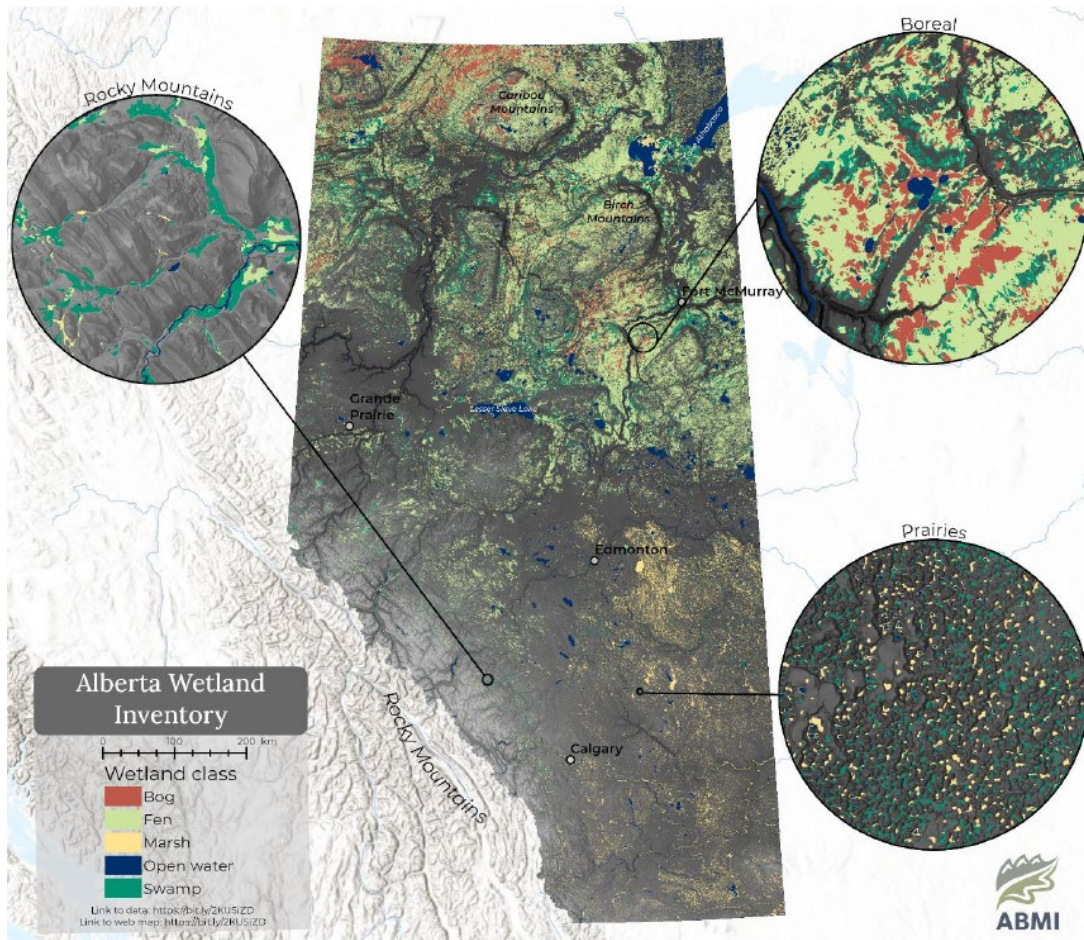 Boreal
Rocky Mountains
Caribou
Mountains
Athabasca
Birch
Mountains
Fort McMurray
Grande
Prairie
Lesser Slave Lake
Prairies
Edmonton
Alberta Wetland
Inventory
0 100 200 km
Rocky Mountains
Calgary
Wetland class
Bog
Fen
Marsh
Open water
Swamp
Link to data: https://bit.ly/2KU5iZD
Link to web map: https://bit.ly/2KU5iZD
ABMI